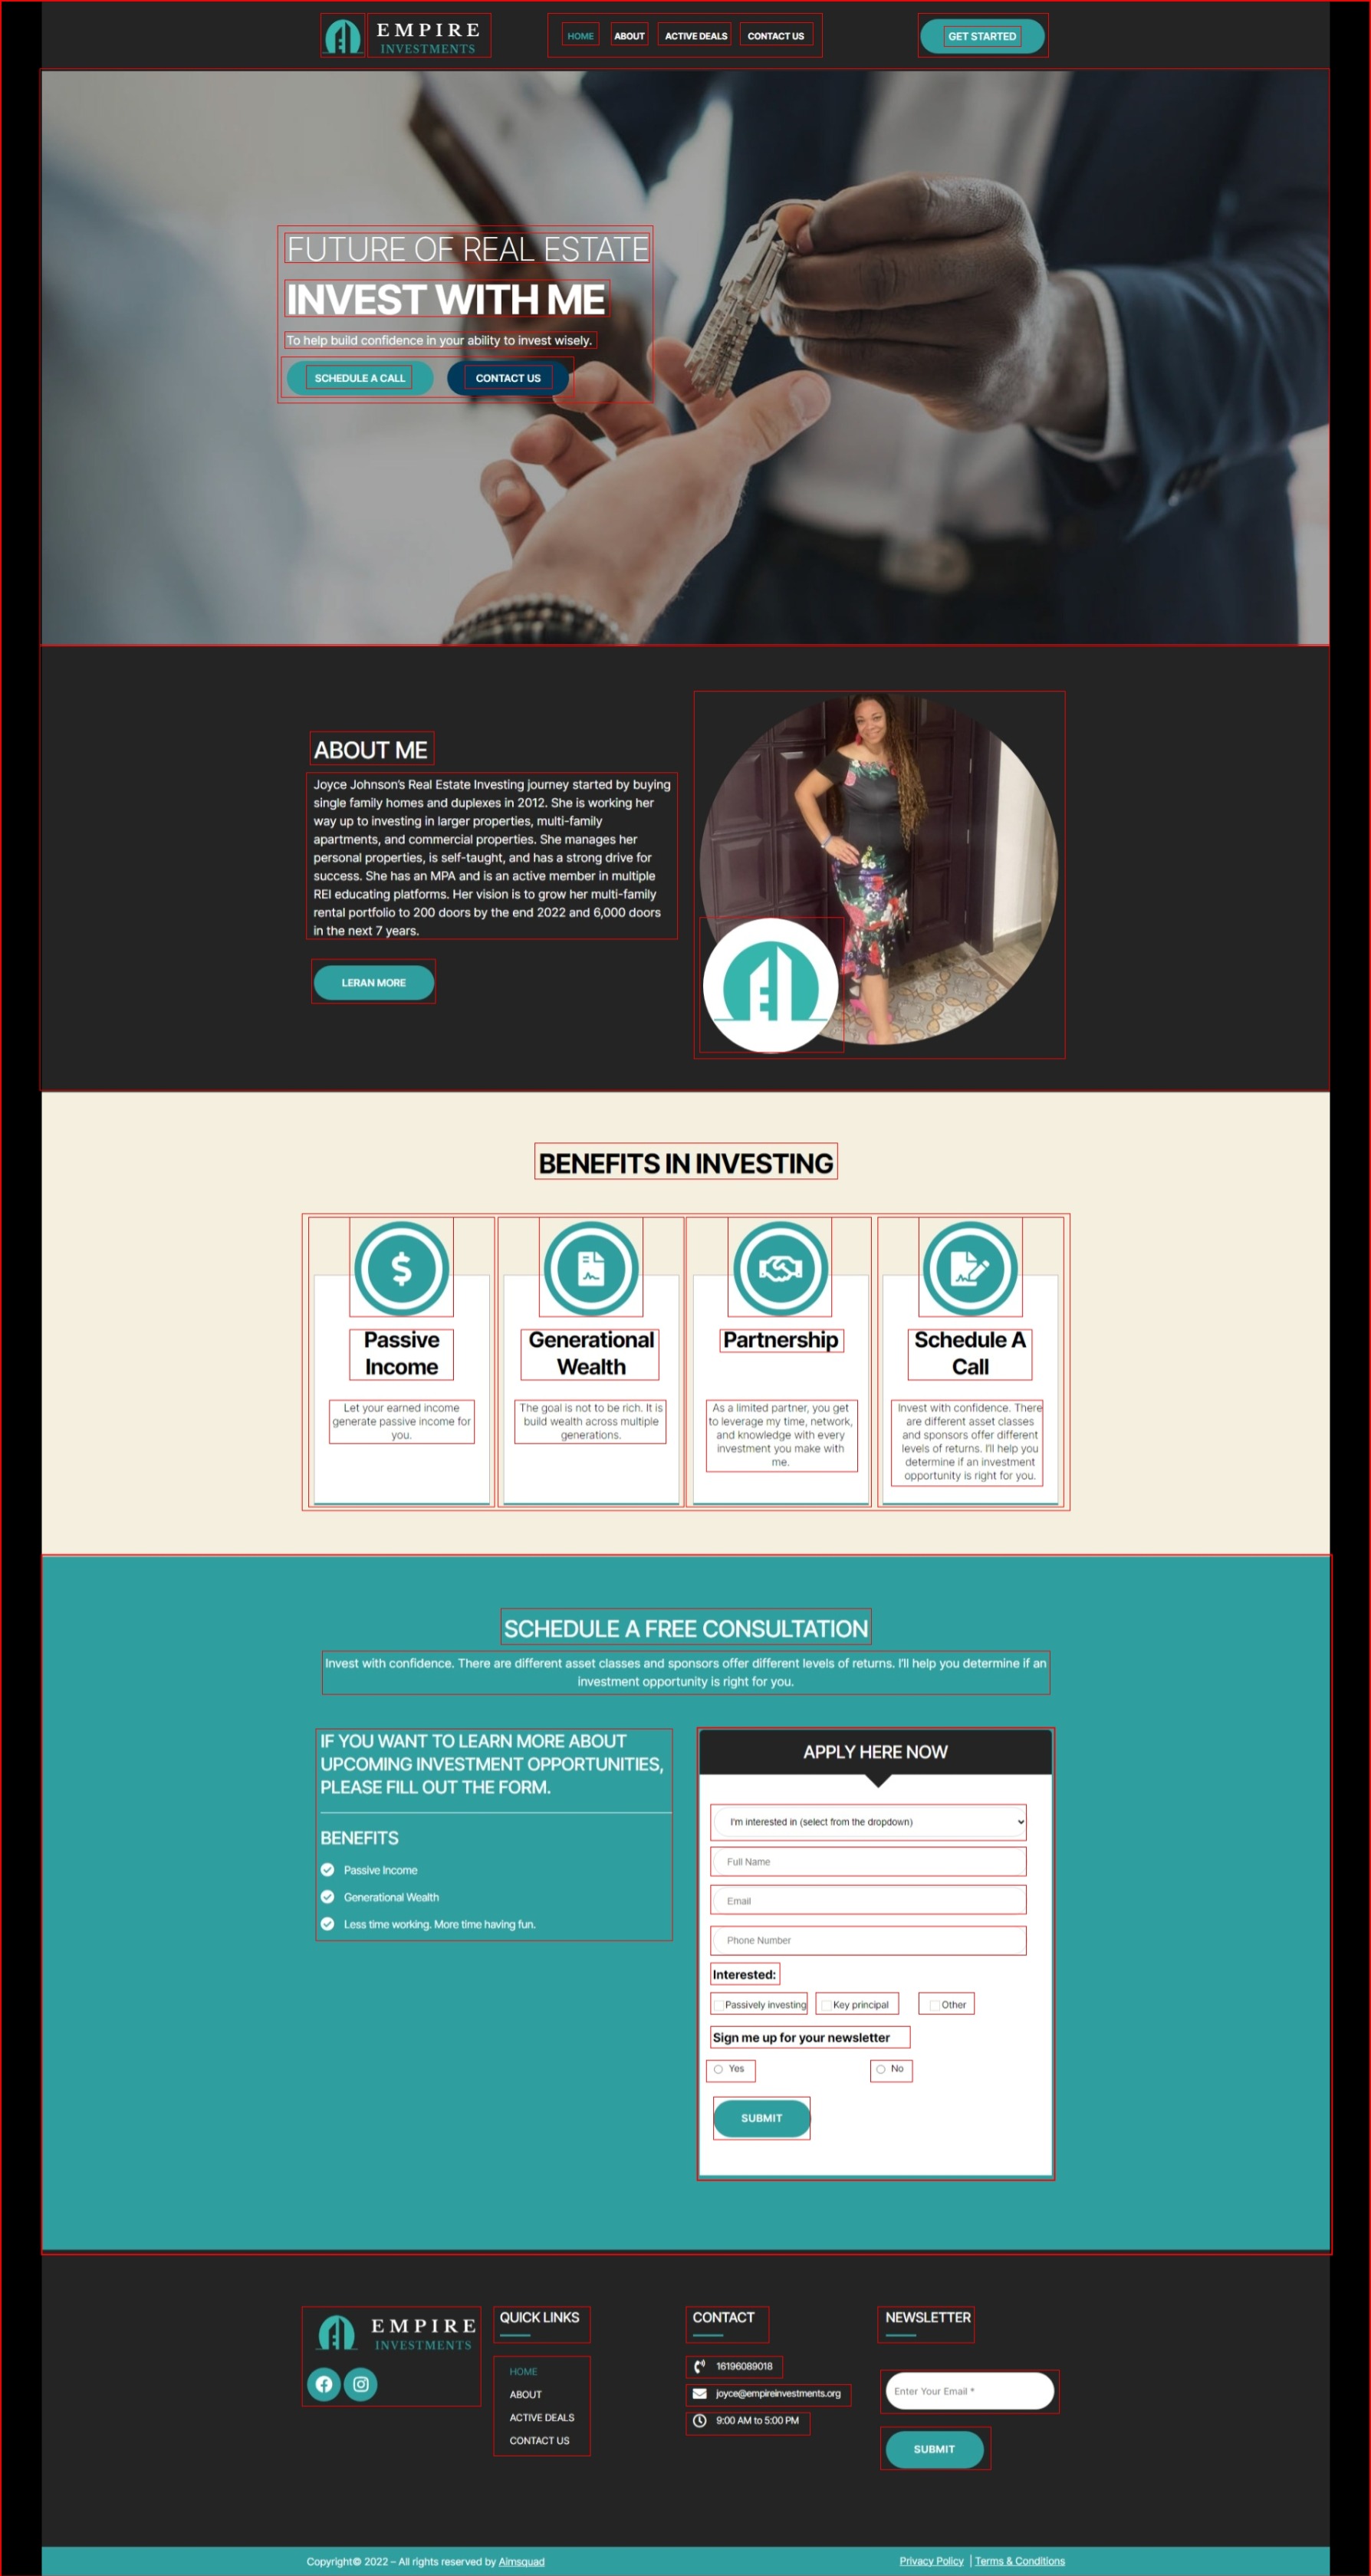 EMPIRE
INVESTMENTS
HOME ABOUT ACTIVE DEALS CONTACT US
GET STARTED
FUTURE OF REAL ESTATE
INVEST WITH ME
To help build confidence in your ability to invest wisely.
SCHEDULE A CALL CONTACT US
ABOUT ME
Joyce Johnson's Real Estate Investing journey started by buying
single family homes and duplexes in 2012. She is working her
way up to investing in larger properties, multi-family
apartments, and commercial properties. She manages her
personal properties, is self-taught, and has a strong drive for
success. She has an MPA and is an active member in multiple
REI educating platforms. Her vision is to grow her multi-family
rental portfolio to 200 doors by the end 2022 and 6,000 doors
in the next 7 years.
LERAN MORE
BENEFITS IN INVESTING
Passive
Income
Let your earned income
generate passive income for
you.
Generational
Wealth
The goal is not to be rich. It is
build wealth across multiple
generations.
Partnership
As a limited partner, you get
to leverage my time, network,
and knowledge with every
investment you make with
me.
Schedule A
Call
Invest with confidence. There
are different asset classes
and sponsors offer different
levels of returns. I'll help you
determine if an investment
opportunity is right for you.
SCHEDULE A FREE CONSULTATION
Invest with confidence. There are different asset classes and sponsors offer different levels of returns. I'll help you determine if an
investment opportunity is right for you.
IF YOU WANT TO LEARN MORE ABOUT
UPCOMING INVESTMENT OPPORTUNITIES,
PLEASE FILL OUT THE FORM.
BENEFITS
Passive Income
Generational Wealth
Less time working. More time having fun.
APPLY HERE NOW
I'm interested in (select from the dropdown)
Full Name
Email
Phone Number
Interested:
Passively investing Key principal Other
Sign me up for your newsletter
Yes No
SUBMIT
EMPIRE
INVESTMENTS
QUICK LINKS
HOME
ABOUT
ACTIVE DEALS
CONTACT US
CONTACT
16196089018
joyce@empireinvestments.org
9:00 AM to 5:00 PM
NEWSLETTER
Enter Your Email *
SUBMIT
Copyright© 2022 – All rights reserved by Aimsquad
Privacy Policy | Terms & Conditions